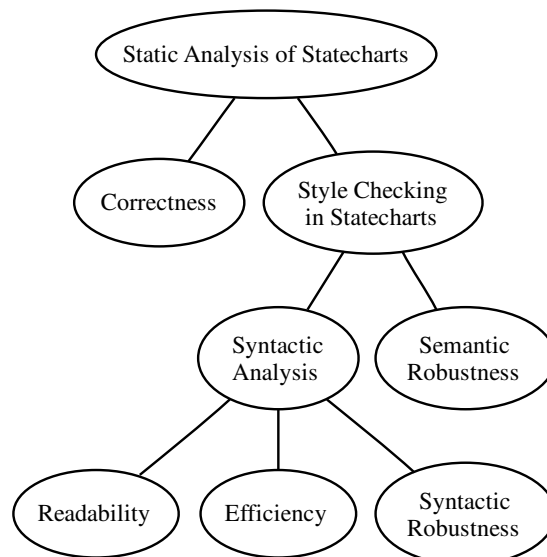 Static Analysis of Statecharts
Correctness
Style Checking
in Statecharts
Syntactic
Analysis
Semantic
Robustness
Readability
Efficiency
Syntactic
Robustness